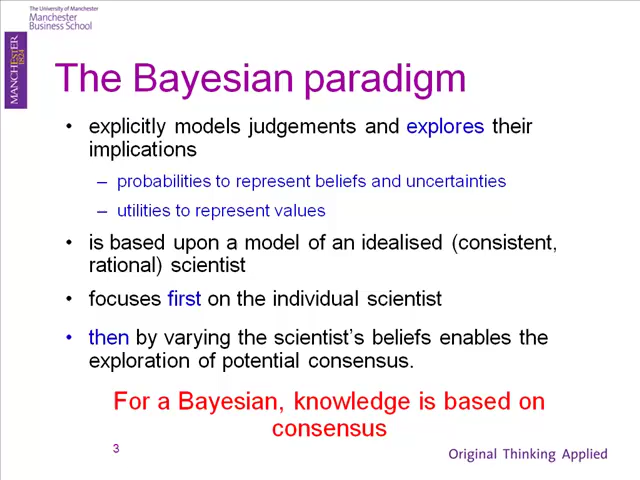 The University of Manchester
Manchester
Business School
MANCHESTER
1824
The Bayesian paradigm
• explicitly models judgements and explores their
implications
– probabilities to represent beliefs and uncertainties
– utilities to represent values
• is based upon a model of an idealised (consistent,
rational) scientist
• focuses first on the individual scientist
• then by varying the scientist's beliefs enables the
exploration of potential consensus.
For a Bayesian, knowledge is based on
consensus
3
Original Thinking Applied